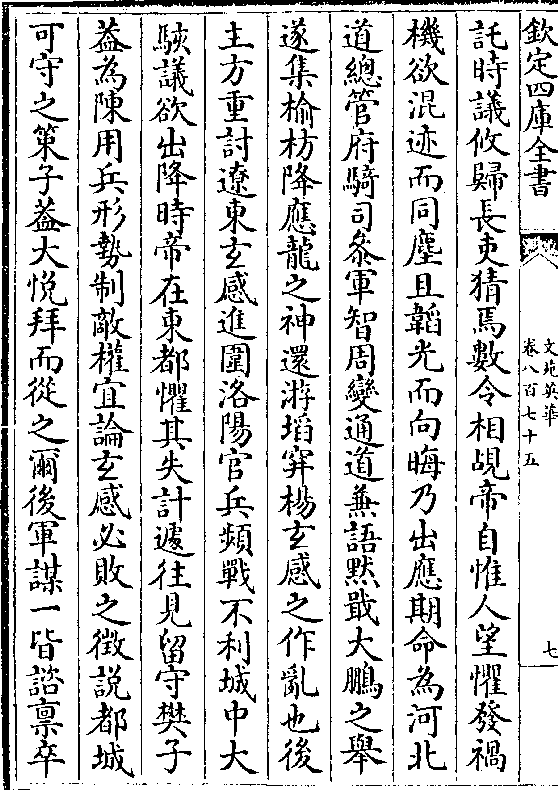 欽定四庫全書
文苑英華
卷八百七十五
七
託時議攸歸長吏猜焉數令相覘帝自惟人望懼發禍
機欲混迹而同塵且韜光而向晦乃出應期命為河北
道總管府騎司叅軍智周變通道兼語默戢大鵬之舉
遂集榆枋降應龍之神還游塪穽楊玄感之作亂也後
主方重討遼東玄感進圍洛陽官兵頻戰不利城中大
駭議欲出降時帝在東都懼其失計遽往見留守樊子
葢為陳用兵形勢制敵權宜論玄感必敗之徴說都城
可守之䇿子葢大悅拜而從之爾後軍謀一皆諮禀卒